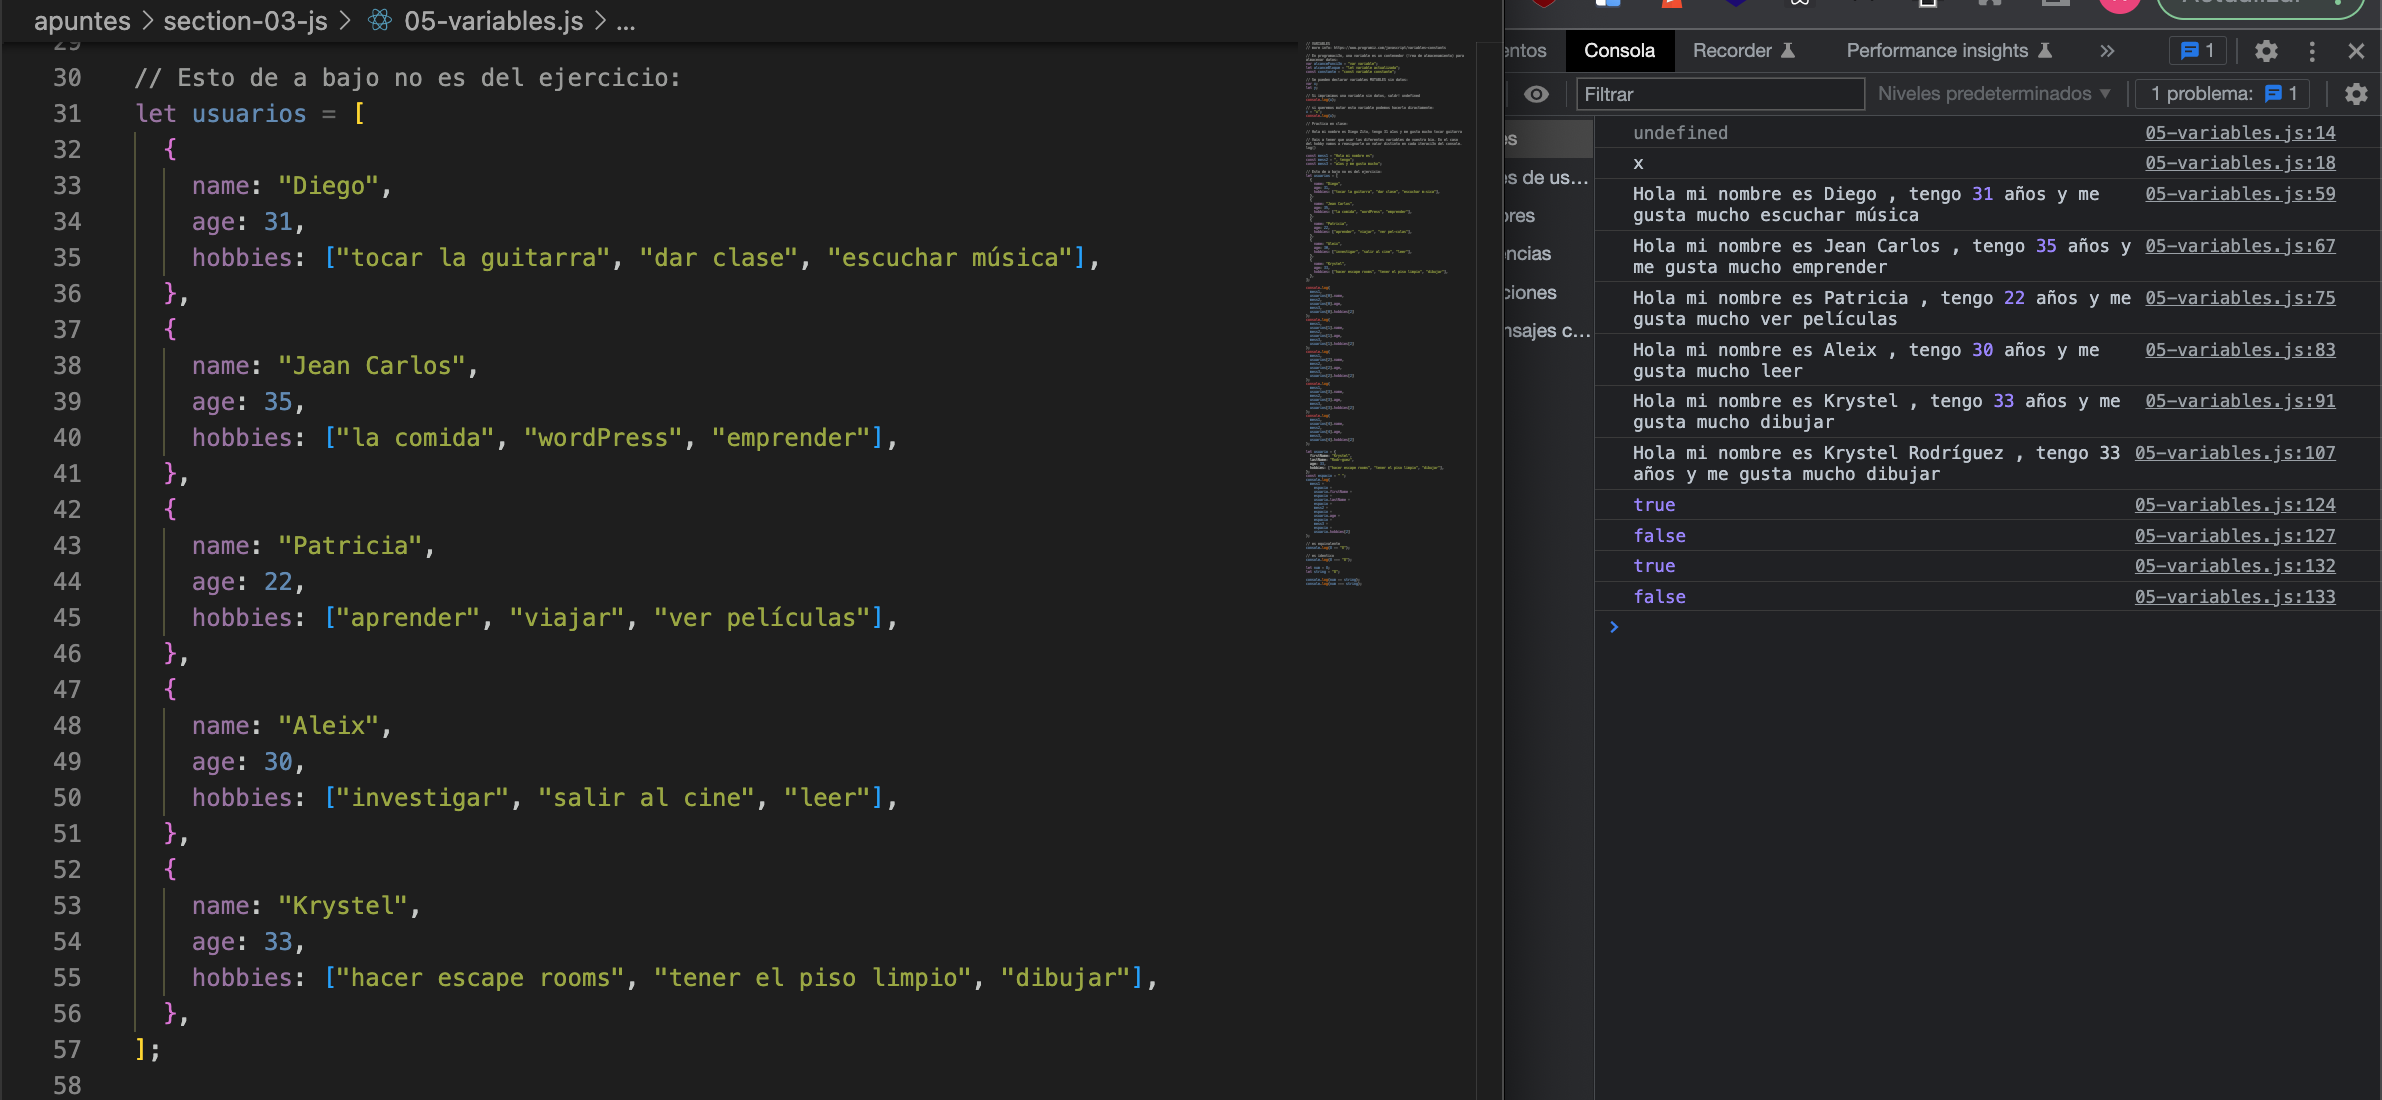 apuntes > section-03-js > 05-variables.js > ...
29
30 // Esto de a bajo no es del ejercicio:
31 let usuarios = [
32 {
33 name: "Diego",
34 age: 31,
35 hobbies: ["tocar la guitarra", "dar clase", "escuchar música"],
36 },
37 {
38 name: "Jean Carlos",
39 age: 35,
40 hobbies: ["la comida", "wordPress", "emprender"],
41 },
42 {
43 name: "Patricia",
44 age: 22,
45 hobbies: ["aprender", "viajar", "ver películas"],
46 },
47 {
48 name: "Aleix",
49 age: 30,
50 hobbies: ["investigar", "salir al cine", "leer"],
51 },
52 {
53 name: "Krystel",
54 age: 33,
55 hobbies: ["hacer escape rooms", "tener el piso limpio", "dibujar"],
56 },
57 ];
58
entos Consola Recorder Performance insights » 1
Filtrar Niveles predeterminados ▼ 1 problema: 1
s
s de us...
ores
encias
ciones
nsajes c...
undefined 05-variables.js:14
x 05-variables.js:18
Hola mi nombre es Diego , tengo 31 años y me 05-variables.js:59
gusta mucho escuchar música
Hola mi nombre es Jean Carlos , tengo 35 años y 05-variables.js:67
me gusta mucho emprender
Hola mi nombre es Patricia , tengo 22 años y me 05-variables.js:75
gusta mucho ver películas
Hola mi nombre es Aleix , tengo 30 años y me 05-variables.js:83
gusta mucho leer
Hola mi nombre es Krystel , tengo 33 años y me 05-variables.js:91
gusta mucho dibujar
Hola mi nombre es Krystel Rodríguez , tengo 33 05-variables.js:107
años y me gusta mucho dibujar
true 05-variables.js:124
false 05-variables.js:127
true 05-variables.js:132
false 05-variables.js:133
>